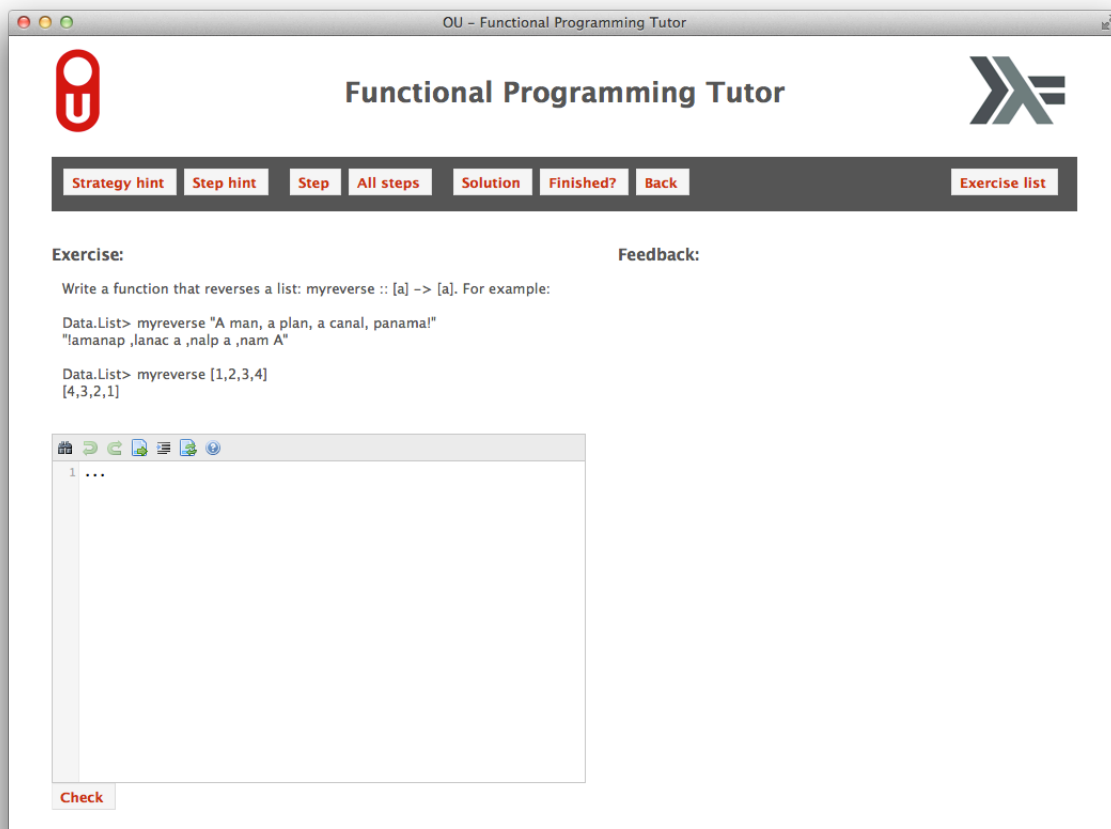 OU – Functional Programming Tutor
U
Functional Programming Tutor
Strategy hint Step hint Step All steps Solution Finished? Back Exercise list
Exercise:
Feedback:
Write a function that reverses a list: myreverse :: [a] -> [a]. For example:
Data.List> myreverse "A man, a plan, a canal, panama!"
"!amanap ,lanac a ,nalp a ,nam A"
Data.List> myreverse [1,2,3,4]
[4,3,2,1]
1 ...
Check